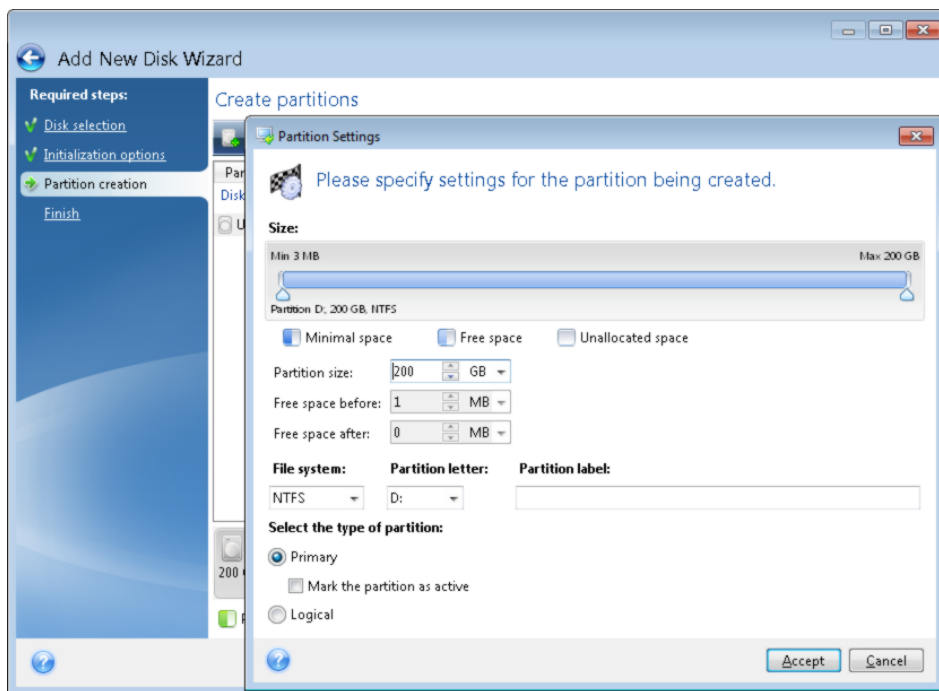 Add New Disk Wizard
Required steps:
Disk selection
Initialization options
Partition creation
Finish
Create partitions
Par
Disk
U
200
Partition Settings
Please specify settings for the partition being created.
Size:
Min 3 MB Max 200 GB
Partition D:, 200 GB, NTFS
Minimal space Free space Unallocated space
Partition size: 200 GB
Free space before: 1 MB
Free space after: 0 MB
File system: Partition letter: Partition label:
NTFS D:
Select the type of partition:
Primary
Mark the partition as active
Logical
Accept Cancel